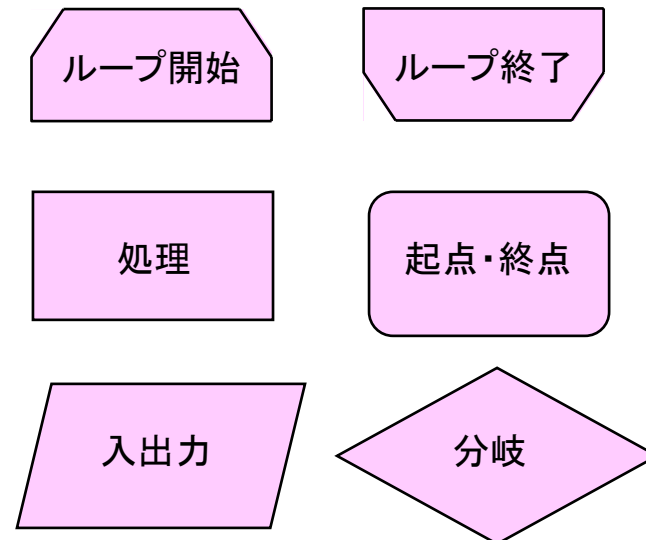 ループ開始
ループ終了
処理
起点・終点
入出力
分岐